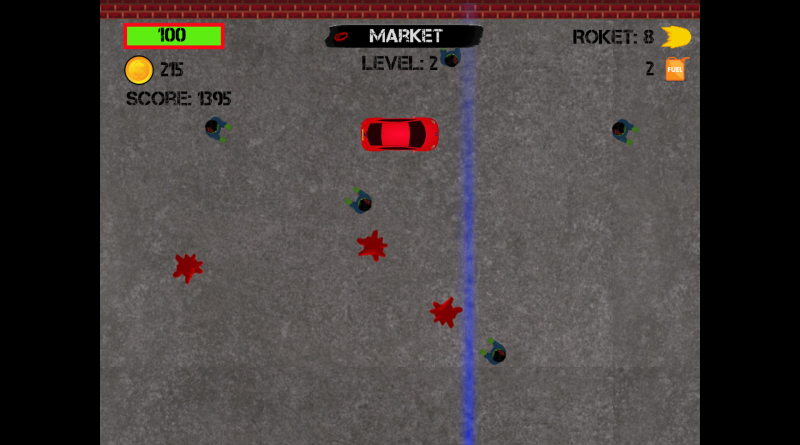 100
MARKET
ROKET: 8
LEVEL: 2
215
2
FUEL
SCORE: 1395